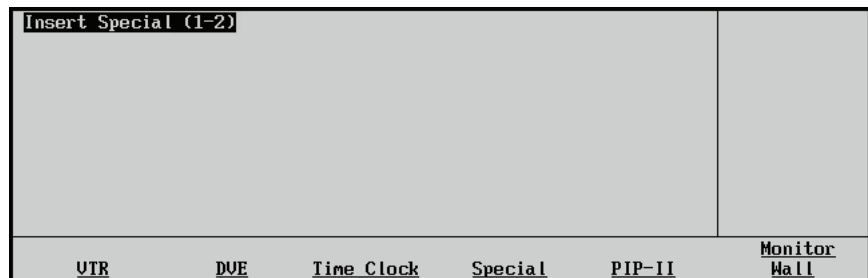 Insert Special (1-2)
Monitor
VTR DVE Time Clock Special PIP-II Wall